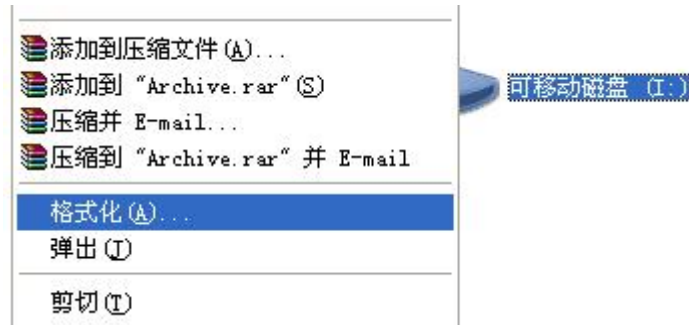 添加到压缩文件(A)...
添加到 "Archive.rar"(S)
压缩并 E-mail...
压缩到 "Archive.rar" 并 E-mail
格式化(A)...
弹出(J)
剪切(T)
可移动磁盘 (I:)